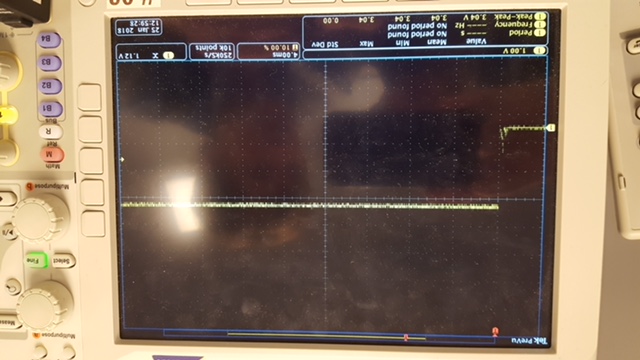 Tek PreVu
Multipurpose
Measure
Select
Fine
Multipurpose b
Math
M
Ref
R
Bus
B1
B2
B3
B4
1 1.00 V
4.00ms
T 10.00 %
250kS/s
10k points
1 1.12 V
Value Mean Min Max Std Dev
1 Period ---- s No period found
1 Frequency ---- Hz No period found
1 Peak-Peak 3.04 V 3.04 3.04 3.04 0.00
25 Jan 2018
12:59:28